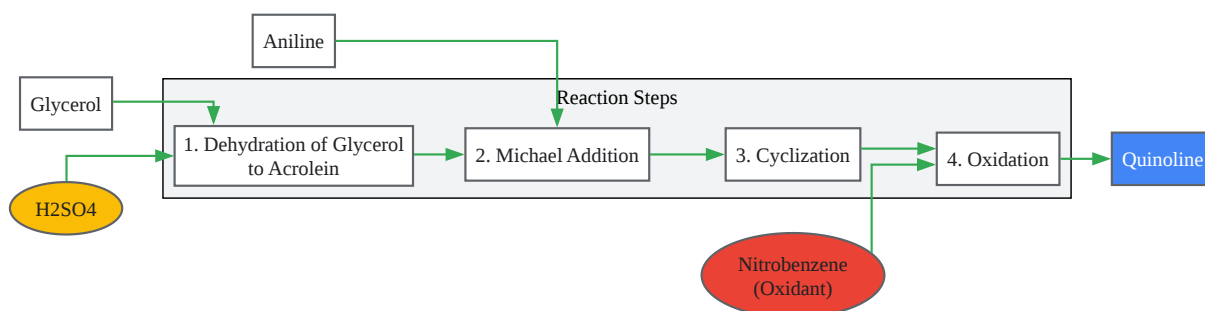 Aniline
Glycerol
Reaction Steps
1. Dehydration of Glycerol
to Acrolein
2. Michael Addition
3. Cyclization
4. Oxidation
Quinoline
H2SO4
Nitrobenzene
(Oxidant)